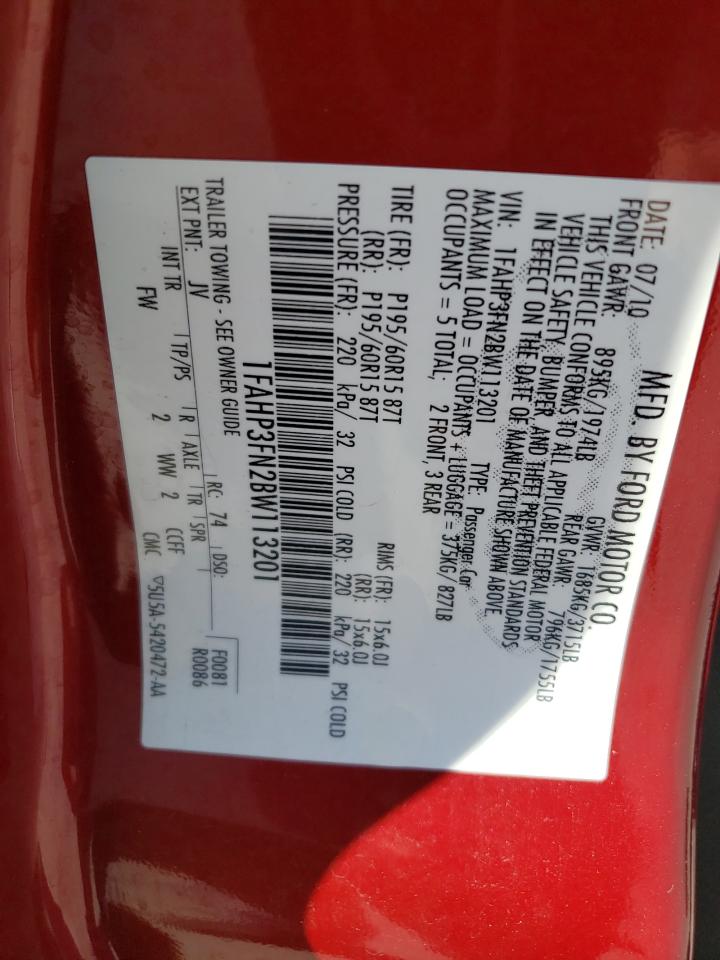 MFD. BY FORD MOTOR CO.
DATE: 07/10 GVWR: 1685KG/3715LB
FRONT GAWR: 895KG/1974LB REAR GAWR: 796KG/1755LB
THIS VEHICLE CONFORMS TO ALL APPLICABLE FEDERAL MOTOR
VEHICLE SAFETY, BUMPER, AND THEFT PREVENTION STANDARDS
IN EFFECT ON THE DATE OF MANUFACTURE SHOWN ABOVE.
VIN: 1FAHP3FN2BW113201 TYPE: Passenger Car
MAXIMUM LOAD = OCCUPANTS + LUGGAGE = 375KG/827LB
OCCUPANTS = 5 TOTAL; 2 FRONT, 3 REAR
TIRE (FR): P195/60R15 87T RIMS (FR): 15x6.0J
(RR): P195/60R15 87T (RR): 15x6.0J
PRESSURE (FR): 220 kPa/ 32 PSI COLD (RR): 220 kPa/ 32 PSI COLD
1FAHP3FN2BW113201
TRAILER TOWING - SEE OWNER GUIDE F0081
EXT PNT: JV RC: 74 DSO: R0086
INT TR TP/PS R AXLE TR SPR
FW 2 2 WW 2 CCFF CMC ▽5U5A-5420472-AA